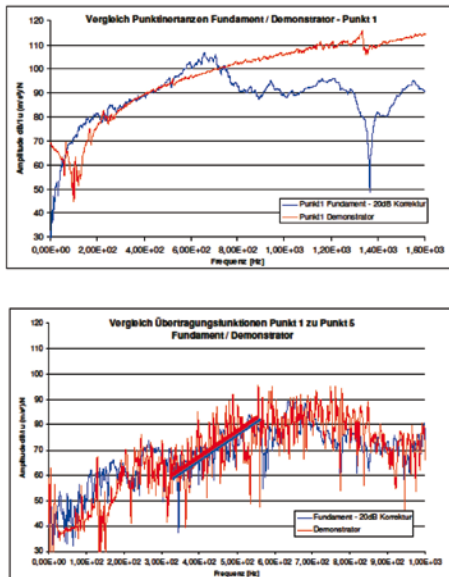 Vergleich Punktinertanzen Fundament / Demonstrator - Punkt 1
120
110
100
90
80
70
60
50
40
30
0,00E+00 2,00E+02 4,00E+02 6,00E+02 8,00E+02 1,00E+03 1,20E+03 1,40E+03 1,60E+03
Frequenz [Hz]
Punkt1 Fundament - 20dB Korrektur
Punkt1 Demonstrator
Vergleich Übertragungsfunktionen Punkt 1 zu Punkt 5
Fundament / Demonstrator
120
110
100
90
80
70
60
50
40
30
0,00E+00 1,00E+02 2,00E+02 3,00E+02 4,00E+02 5,00E+02 6,00E+02 7,00E+02 8,00E+02 9,00E+02 1,00E+03
Frequenz [Hz]
Fundament - 20dB Korrektur
Demonstrator